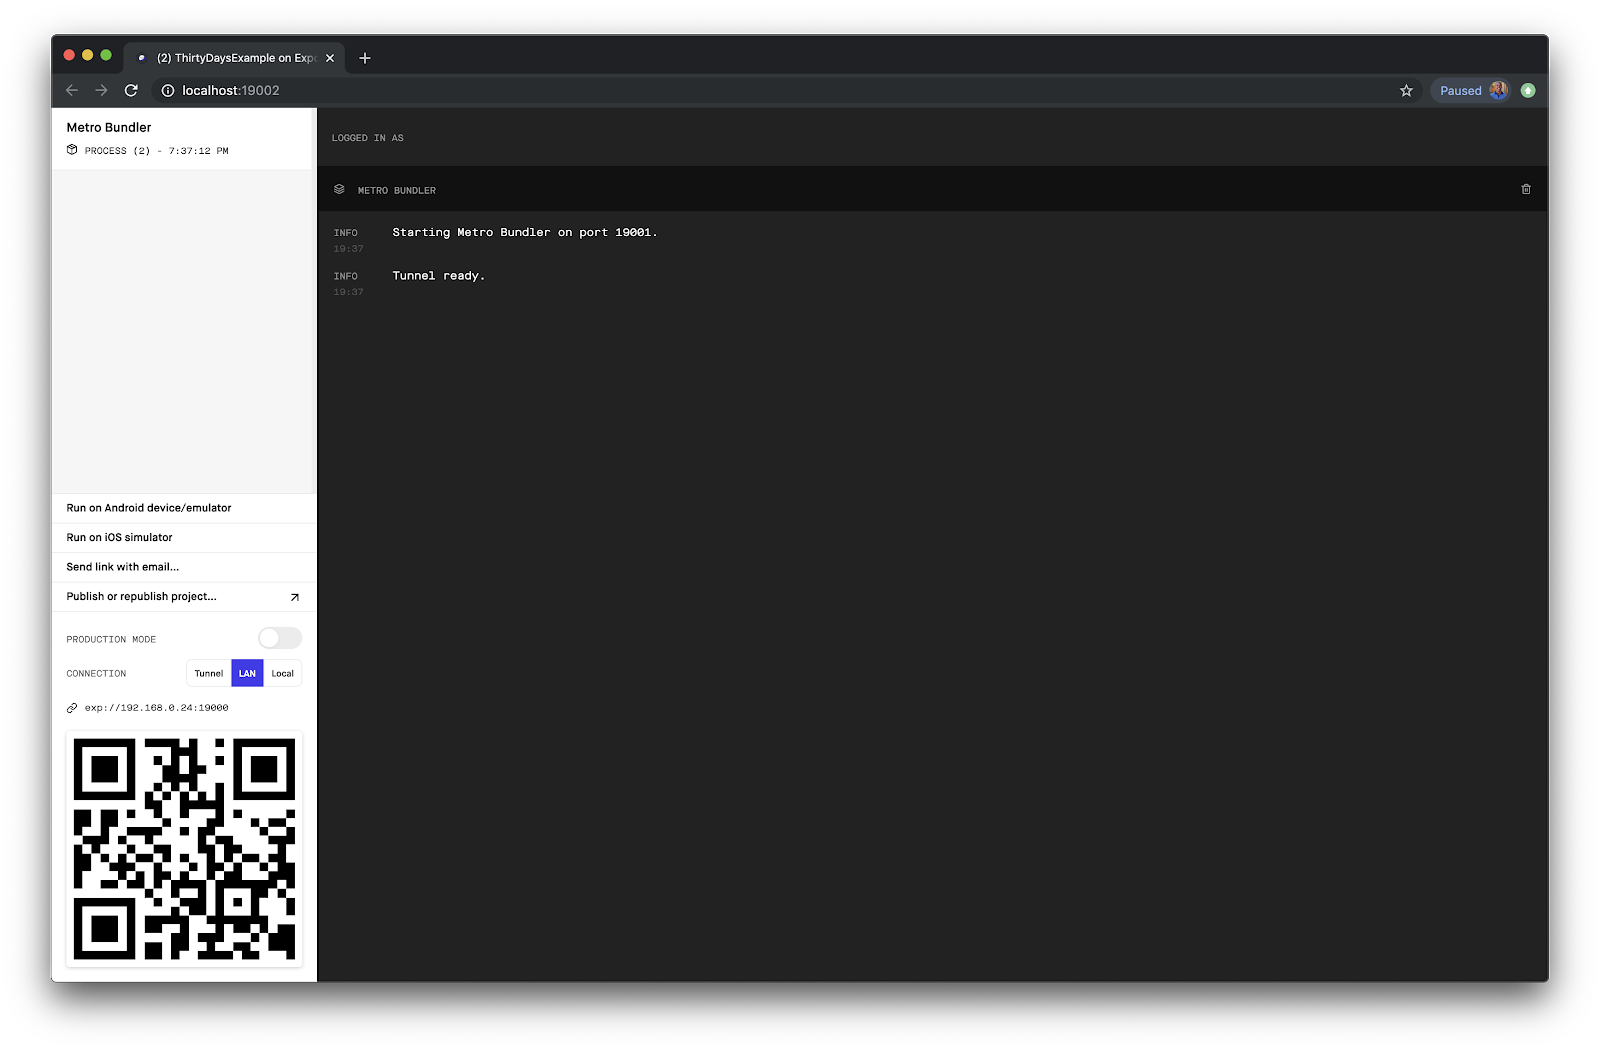 (2) ThirtyDaysExample on Expo
localhost:19002
Paused
Metro Bundler
PROCESS (2) - 7:37:12 PM
LOGGED IN AS
METRO BUNDLER
INFO Starting Metro Bundler on port 19001.
19:37
INFO Tunnel ready.
19:37
Run on Android device/emulator
Run on iOS simulator
Send link with email...
Publish or republish project...
PRODUCTION MODE
CONNECTION Tunnel LAN Local
exp://192.168.0.24:19000